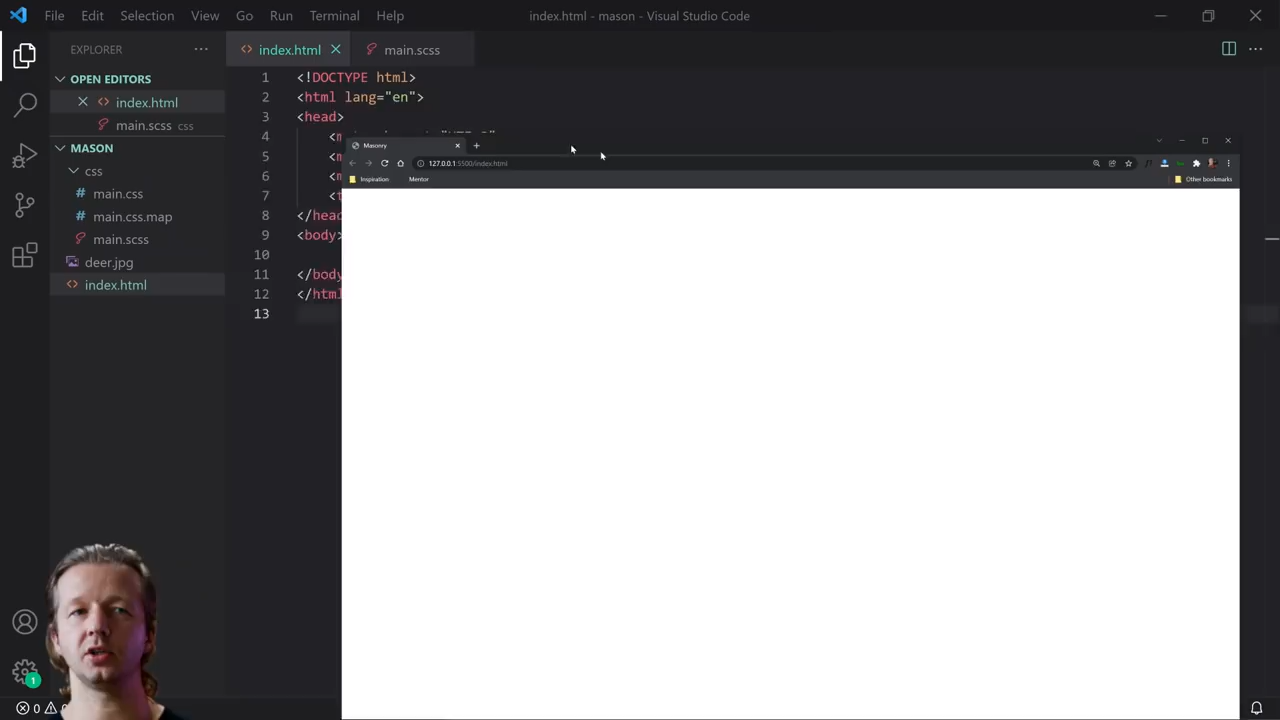 File Edit Selection View Go Run Terminal Help
index.html - mason - Visual Studio Code
EXPLORER
index.html
main.scss
OPEN EDITORS
index.html
main.scss css
MASON
css
main.css
main.css.map
main.scss
deer.jpg
index.html
1 <!DOCTYPE html>
2 <html lang="en">
3 <head>
4 <m
5 <m
6 <m
7 <t
8 </head
9 <body>
10
11 </body
12 </html
13
Masonry
127.0.0.1:5500/index.html
Inspiration
Mentor
Other bookmarks
1
0